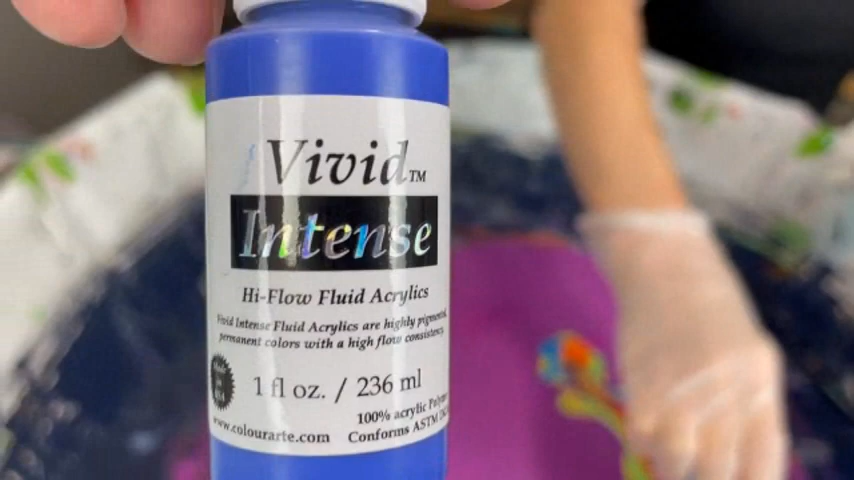 Vivid™
Intense
Hi-Flow Fluid Acrylics
Vivid Intense Fluid Acrylics are highly pigmented,
permanent colors with a high flow consistency.
1 fl oz. / 236 ml
100% acrylic Polyme
www.colourarte.com
Conforms ASTM